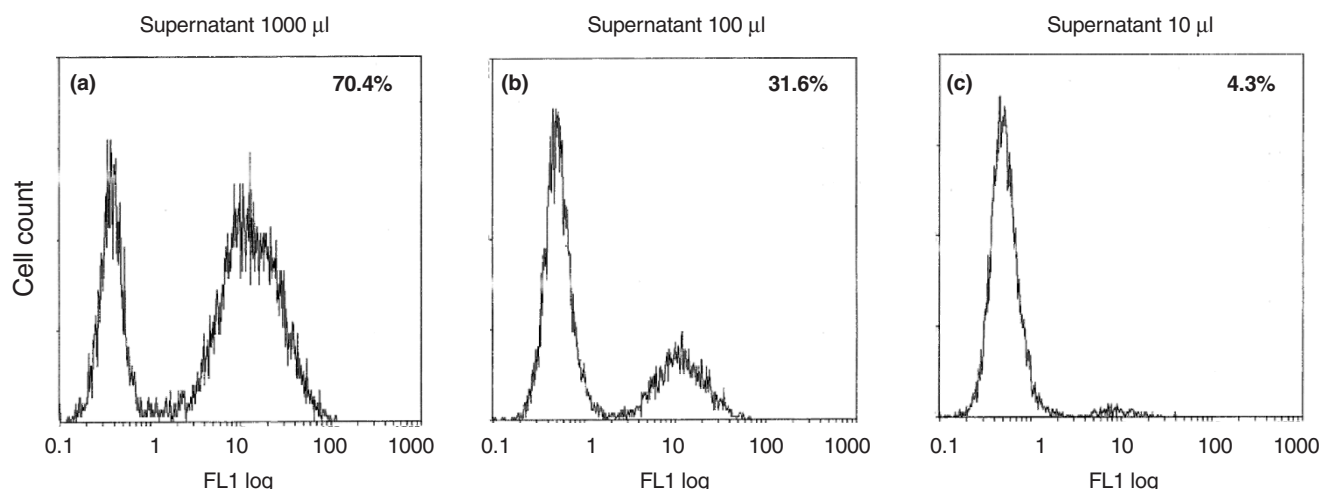 Supernatant 1000 µl
Supernatant 100 µl
Supernatant 10 µl
(a)
70.4%
(b)
31.6%
(c)
4.3%
Cell count
0.1 1 10 100 1000
0.1 1 10 100 1000
0.1 1 10 100 1000
FL1 log
FL1 log
FL1 log